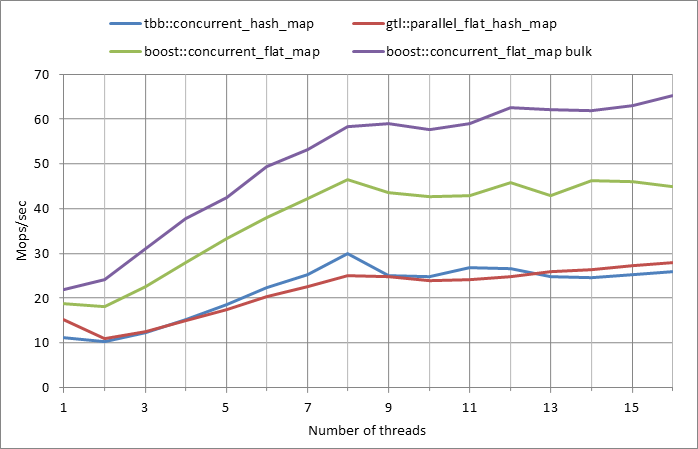 tbb::concurrent_hash_map gtl::parallel_flat_hash_map
boost::concurrent_flat_map boost::concurrent_flat_map bulk
70
60
50
40
30
20
10
0
Mops/sec
1 3 5 7 9 11 13 15
Number of threads